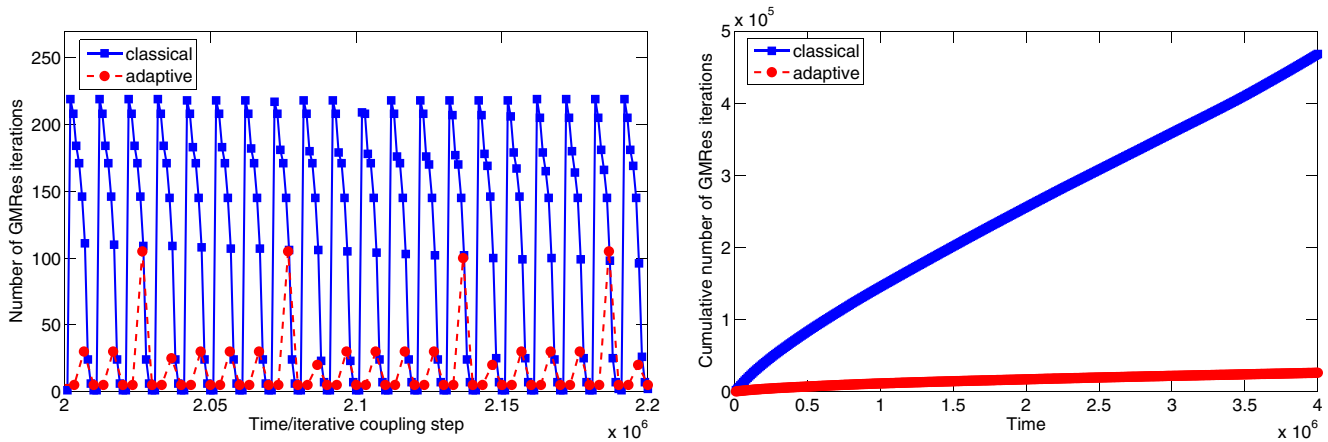 250
200
150
100
50
0
Number of GMRes iterations
classical
adaptive
2
2.05
2.1
2.15
2.2
Time/iterative coupling step
x 10^6
x 10^5
5
4
3
2
1
0
Cumulative number of GMRes iterrations
classical
adaptive
0
0.5
1
1.5
2
2.5
3
3.5
4
Time
x 10^6